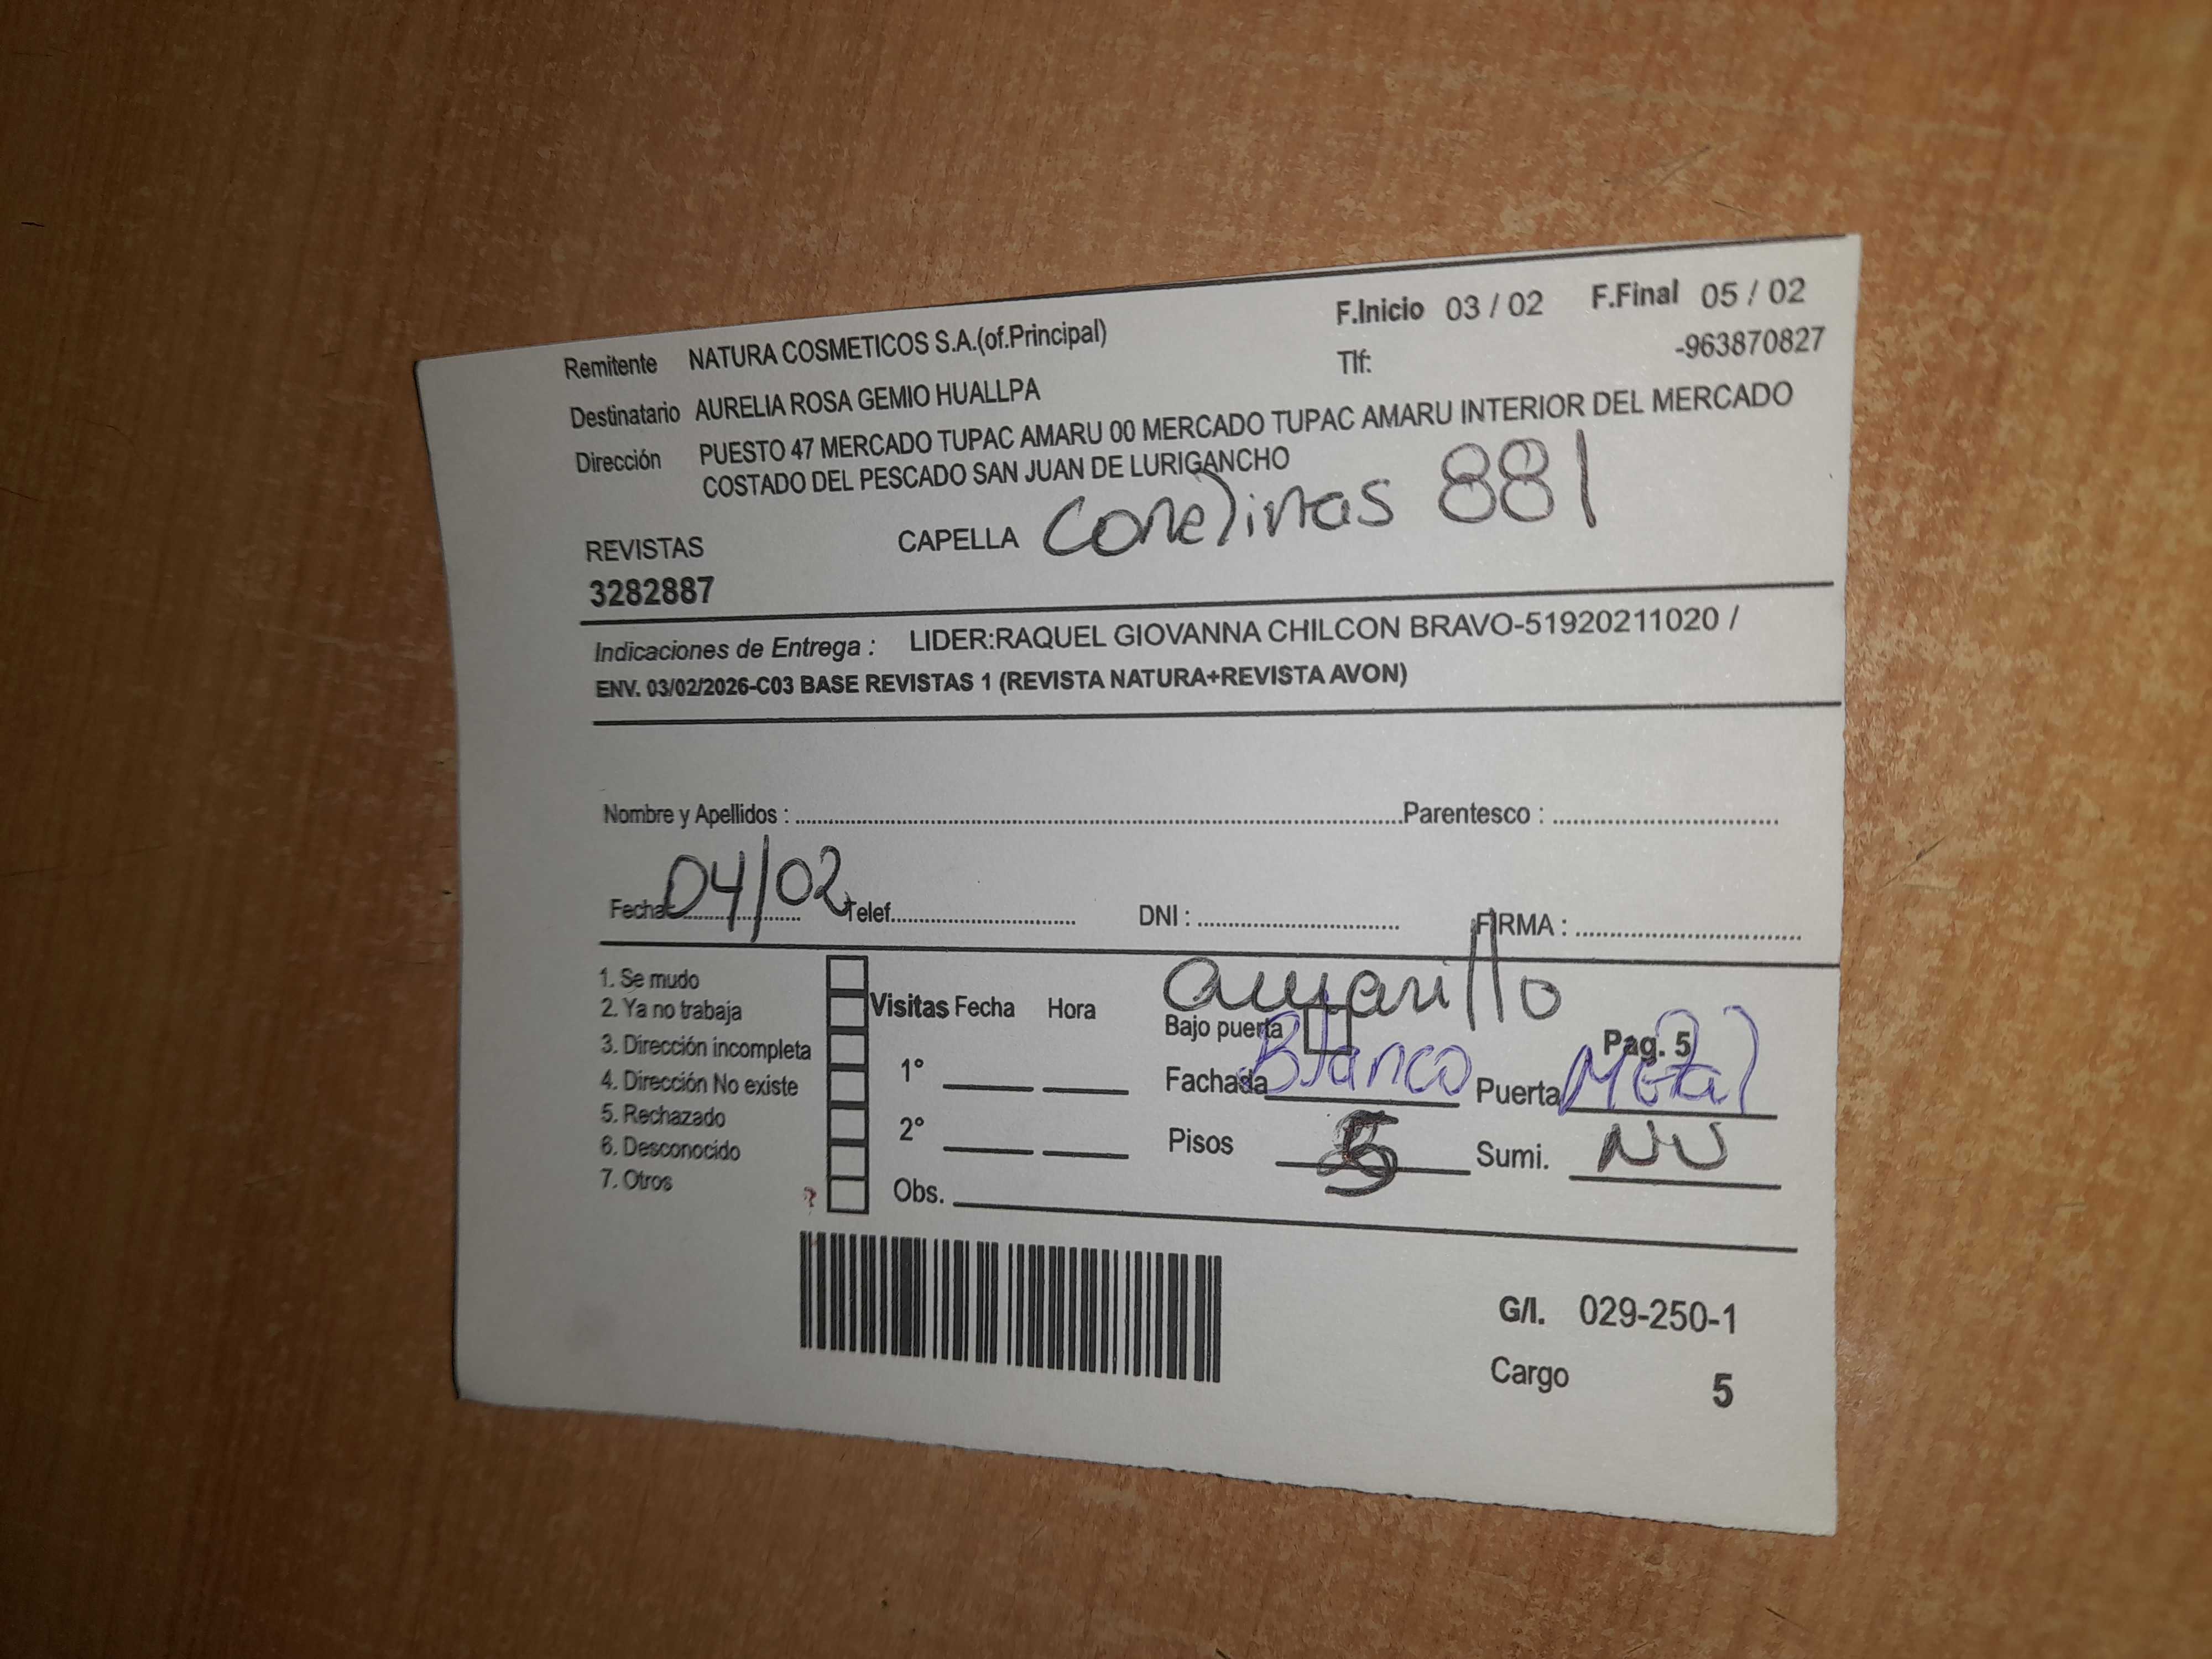 Remitente NATURA COSMETICOS S.A.(of.Principal) F.Inicio 03 / 02 F.Final 05 / 02
Tlf: -963870827
Destinatario AURELIA ROSA GEMIO HUALLPA
Dirección PUESTO 47 MERCADO TUPAC AMARU 00 MERCADO TUPAC AMARU INTERIOR DEL MERCADO
COSTADO DEL PESCADO SAN JUAN DE LURIGANCHO
REVISTAS CAPELLA 881
3282887
Indicaciones de Entrega : LIDER:RAQUEL GIOVANNA CHILCON BRAVO-51920211020 /
ENV. 03/02/2026-C03 BASE REVISTAS 1 (REVISTA NATURA+REVISTA AVON)
Nombre y Apellidos : Parentesco :
Fecha 04/02 Telef. DNI : FIRMA :
1. Se mudo
2. Ya no trabaja
3. Dirección incompleta
4. Dirección No existe
5. Rechazado
6. Desconocido
7. Otros
Visitas Fecha Hora
1°
2°
Obs.
amarillo
Bajo puerta Pag. 5
Fachada Blanco Puerta Metal
Pisos 5 Sumi. NU
G/I. 029-250-1
Cargo 5